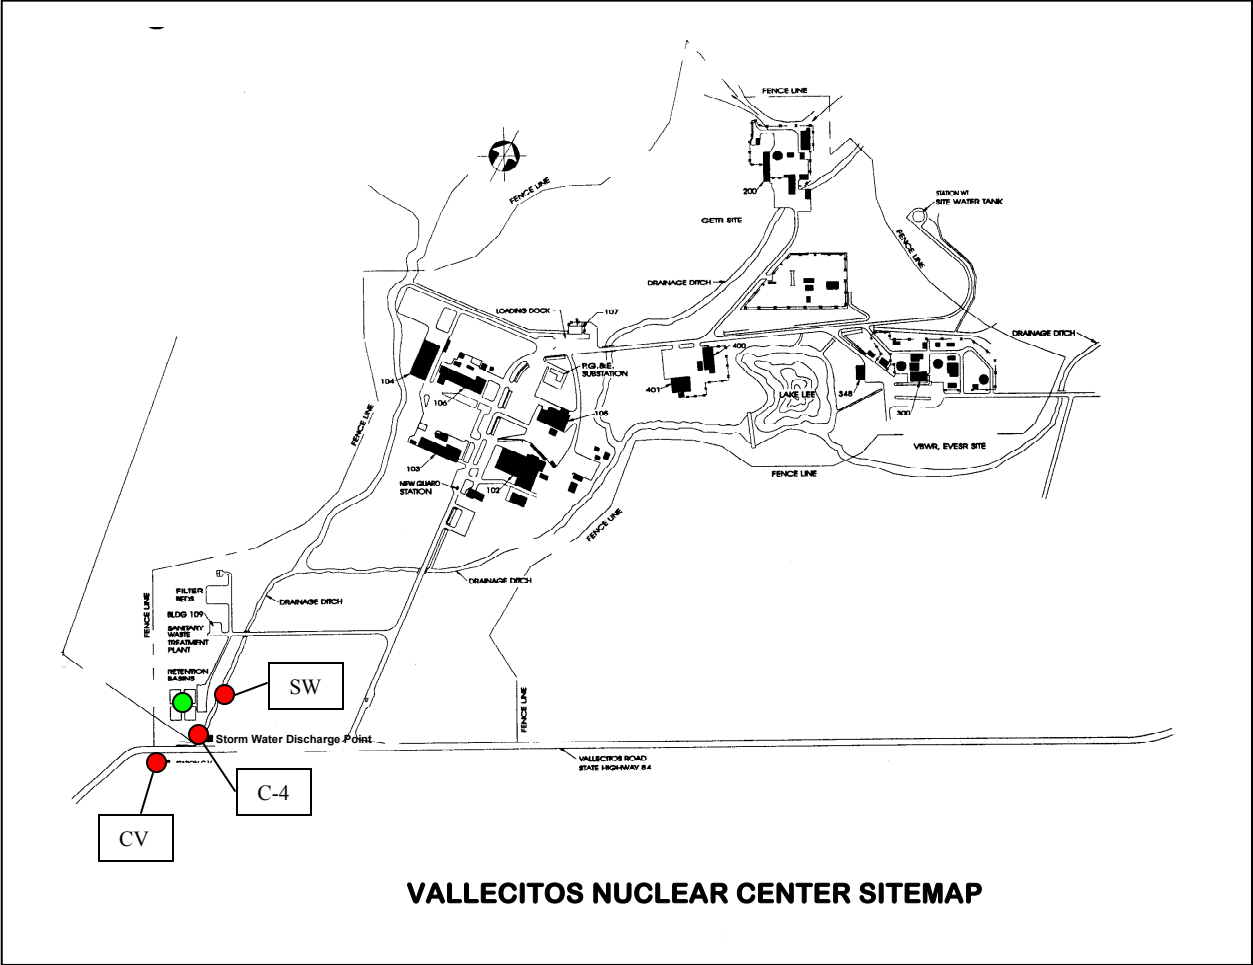 FENCE LINE
FENCE LINE
200
STATION WT
SITE WATER TANK
GETR SITE
FENCE LINE
DRAINAGE DITCH
LOADING DOCK
107
DRAINAGE DITCH
400
P.G.&E.
SUBSTATION
104
106
401
LAKE LEE
348
300
FENCE LINE
VBWR, EVESR SITE
103
FENCE LINE
NEW GUARD
STATION
102
FENCE LINE
DRAINAGE DITCH
FILTER
BEDS
DRAINAGE DITCH
FENCE LINE
BLDG 109
SANITARY
WASTE
TREATMENT
PLANT
RETENTION
BASINS
SW
FENCE LINE
Storm Water Discharge Point
VALLECITOS ROAD
STATE HIGHWAY 84
C-4
CV
VALLECITOS NUCLEAR CENTER SITEMAP